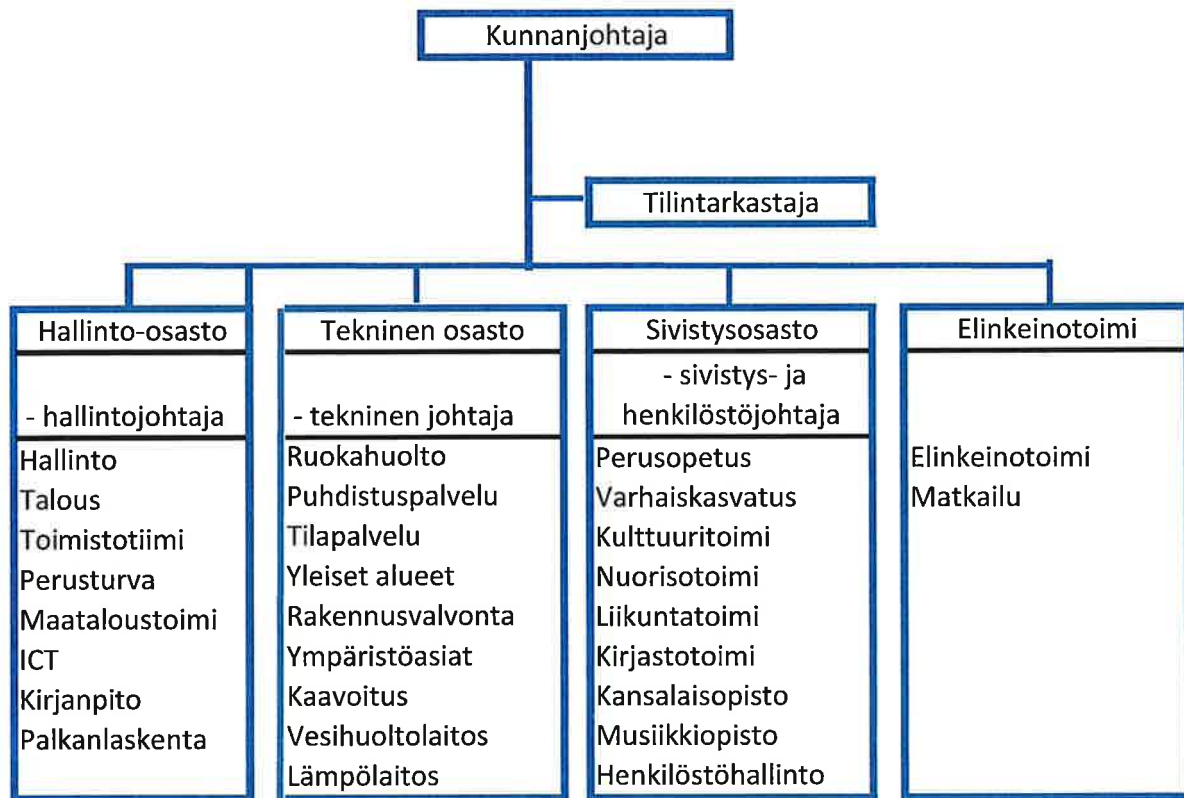 Kunnanjohtaja
Tilintarkastaja
Hallinto-osasto
- hallintojohtaja
Hallinto
Talous
Toimistotiimi
Perusturva
Maataloustoimi
ICT
Kirjanpito
Palkanlaskenta
Tekninen osasto
- tekninen johtaja
Ruokahuolto
Puhdistuspalvelu
Tilapalvelu
Yleiset alueet
Rakennusvalvonta
Ympäristöasiat
Kaavoitus
Vesihuoltolaitos
Lämpölaitos
Sivistysosasto
- sivistys- ja
henkilöstöjohtaja
Perusopetus
Varhaiskasvatus
Kulttuuritoimi
Nuorisotoimi
Liikuntatoimi
Kirjastotoimi
Kansalaisopisto
Musiikkiopisto
Henkilöstöhallinto
Elinkeinotoimi
Elinkeinotoimi
Matkailu